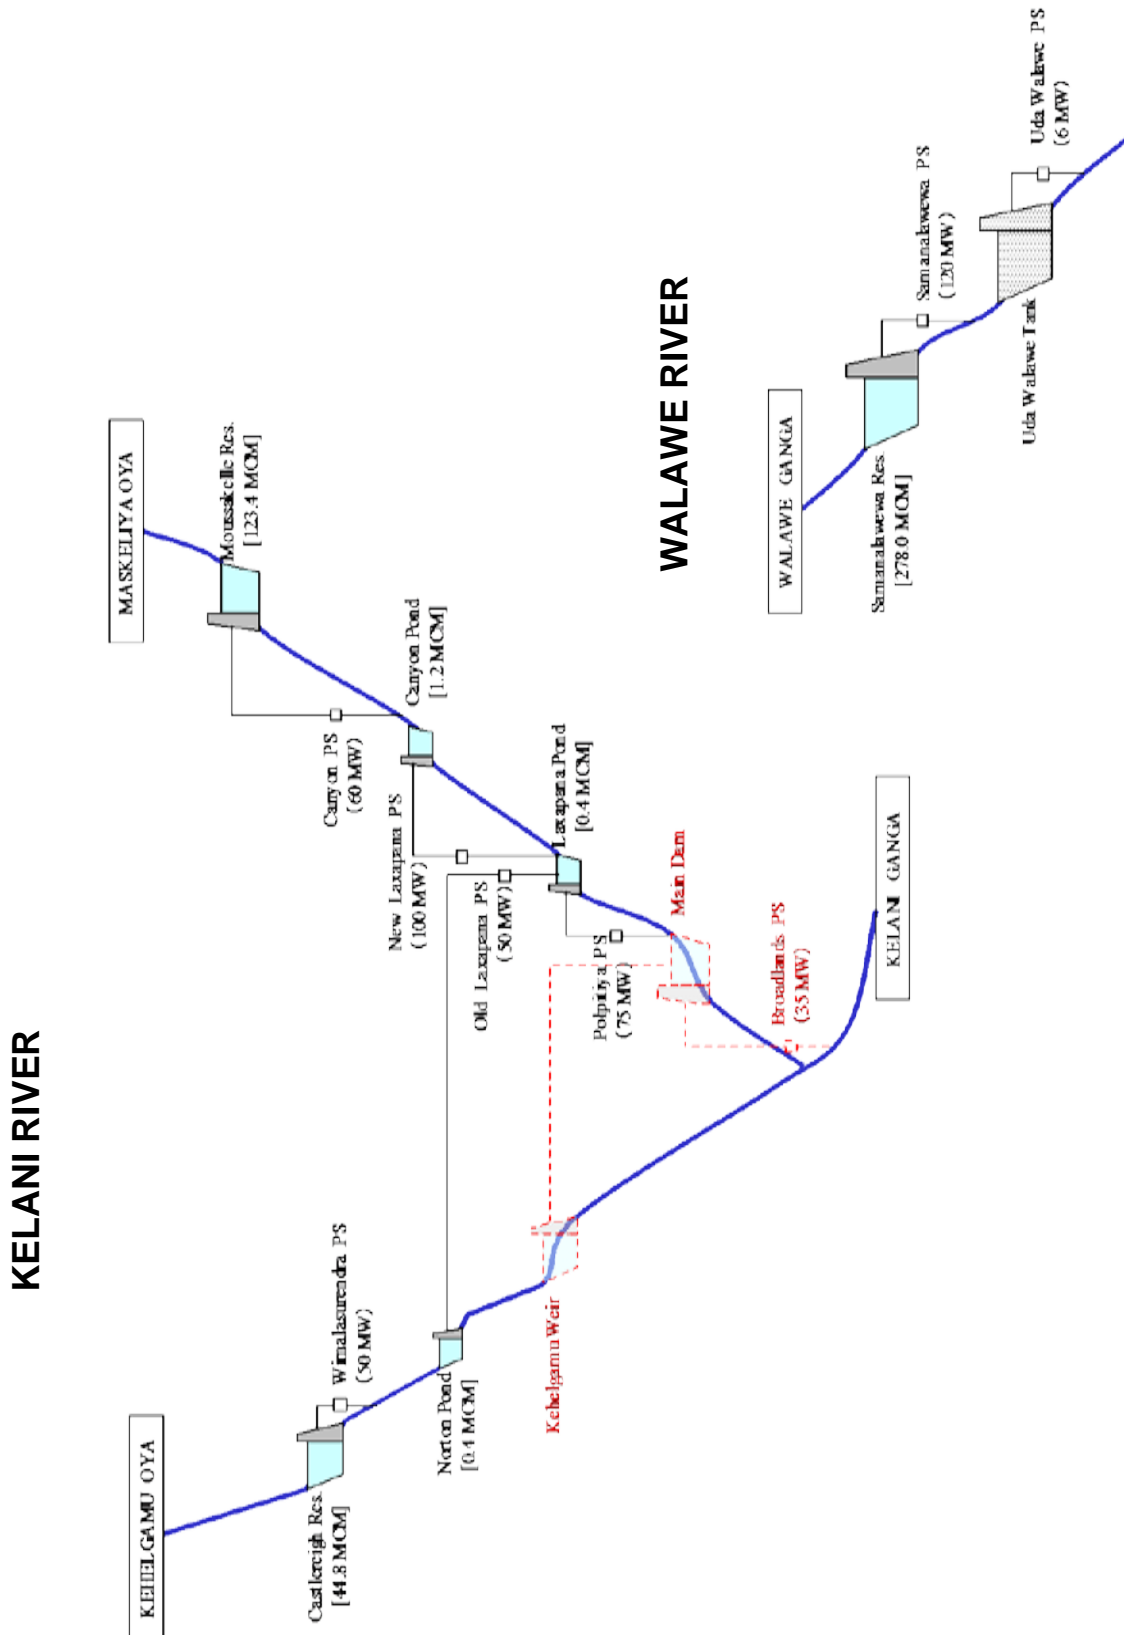 KELANI RIVER
KEHELGAMU OYA
Castlereigh Res.
[44.8 MCM]
Wimalasurendra PS
(50 MW)
Norton Pond
[0.4 MCM]
Kehelgamu Weir
MASKELIYA OYA
Moussakelle Res.
[123.4 MCM]
Canyon PS
(60 MW)
Canyon Pond
[1.2 MCM]
New Laxapana PS
(100 MW)
Old Laxapana PS
(50 MW)
Laxapana Pond
[0.4 MCM]
Polpitiya PS
(75 MW)
Main Dam
Broadlands PS
(35 MW)
KELANI GANGA
WALAWE RIVER
WALAWE GANGA
Samanalawewa Res.
[278.0 MCM]
Samanalawewa PS
(120 MW)
Uda Walawe Tank
Uda Walawe PS
(6 MW)